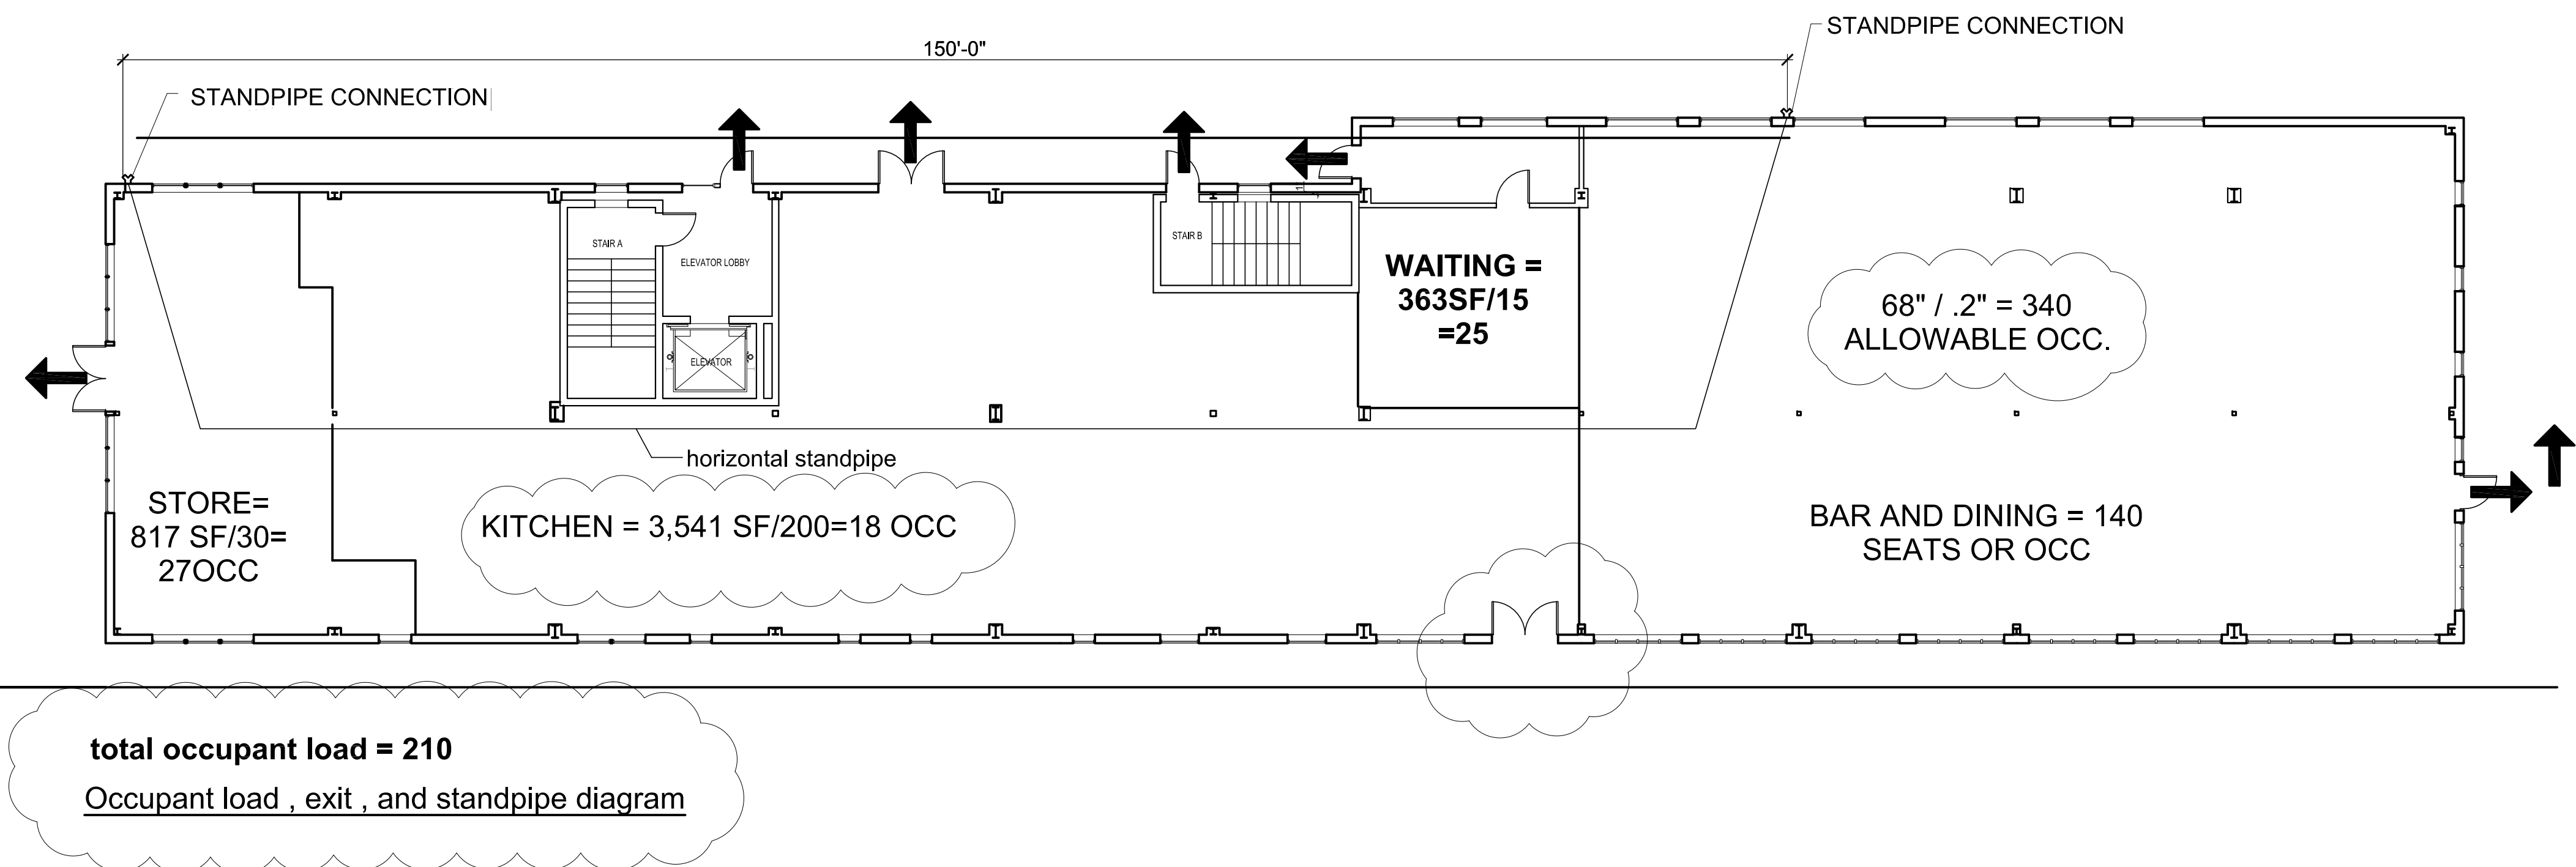 STANDPIPE CONNECTION
150'-0"
STANDPIPE CONNECTION
STAIR A
ELEVATOR LOBBY
ELEVATOR
STAIR B
WAITING =
363SF/15
=25
68" / .2" = 340
ALLOWABLE OCC.
horizontal standpipe
STORE=
817 SF/30=
27OCC
KITCHEN = 3,541 SF/200=18 OCC
BAR AND DINING = 140
SEATS OR OCC
total occupant load = 210
Occupant load , exit , and standpipe diagram